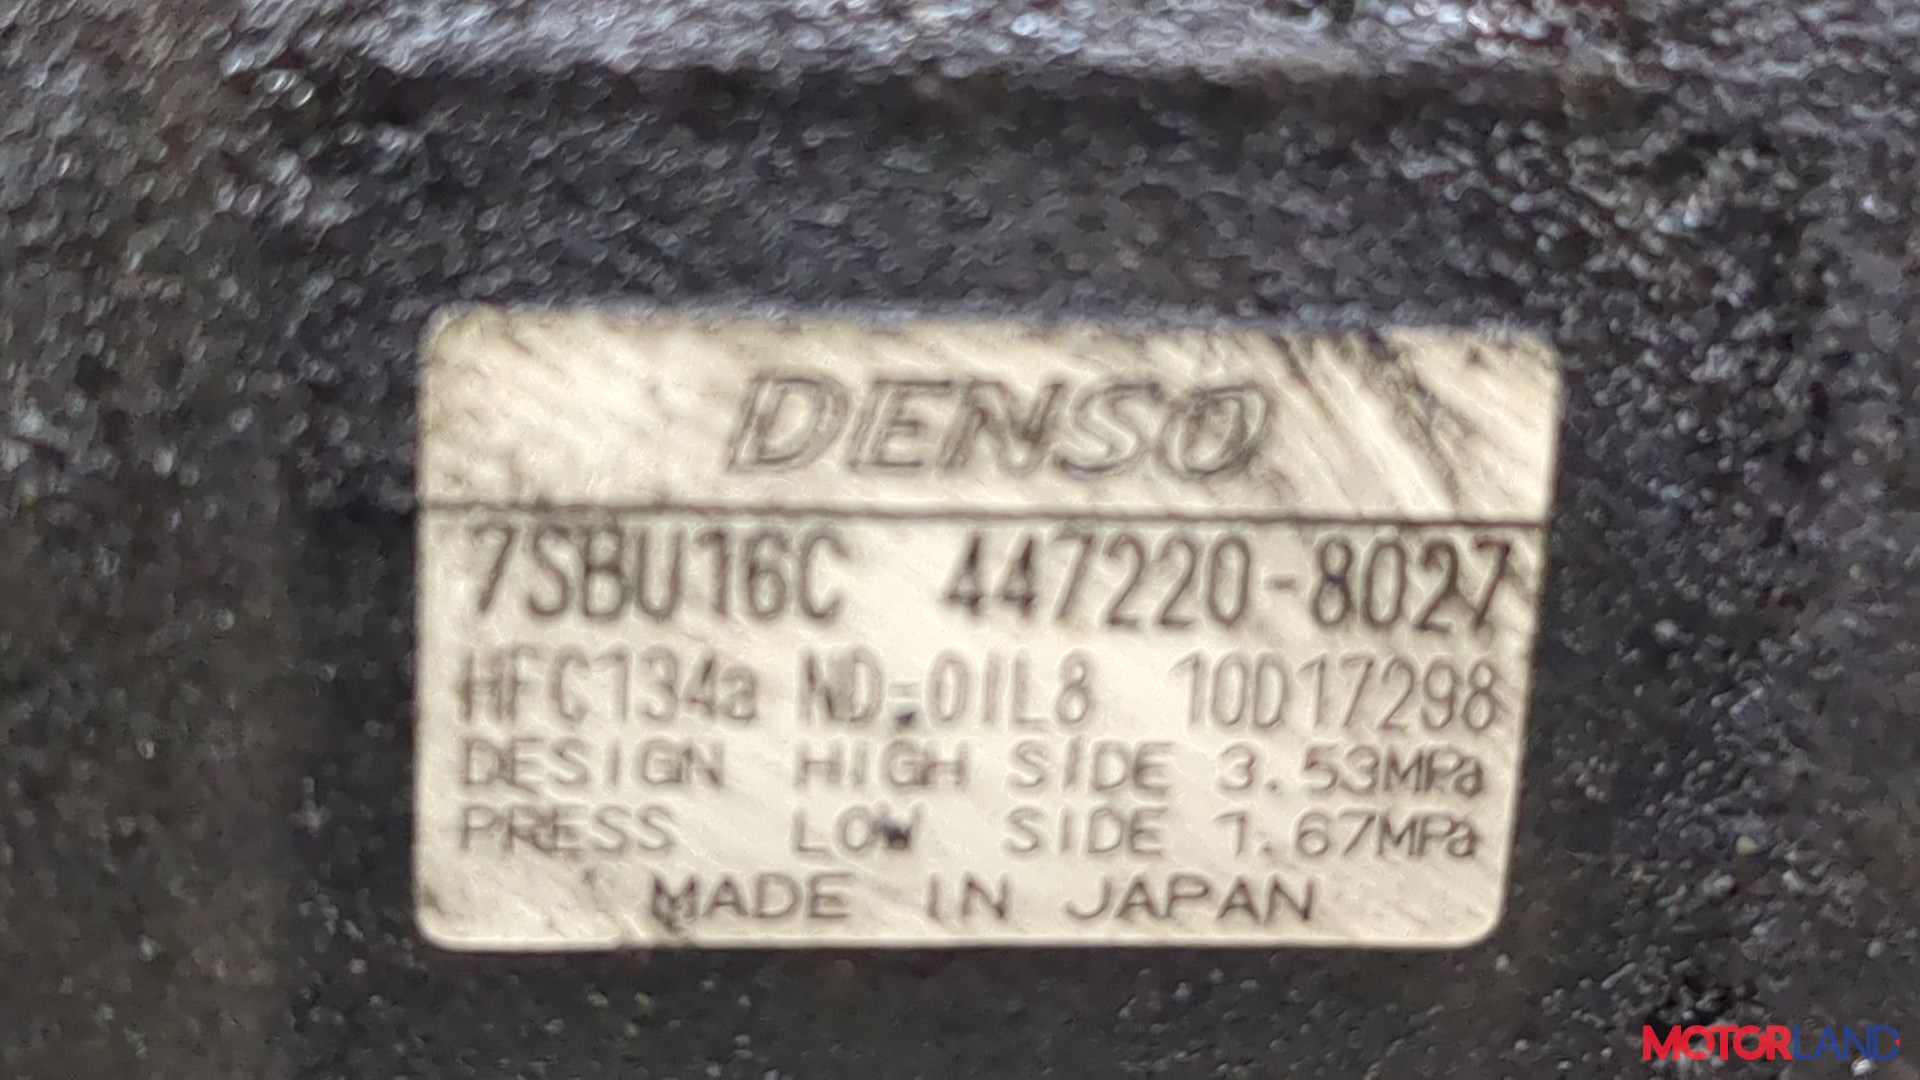 DENSO
7SBU16C 447220-8027
HFC134a ND-OIL8 10D17298
DESIGN HIGH SIDE 3.53MPa
PRESS LOW SIDE 1.67MPa
MADE IN JAPAN
MOTORLAND